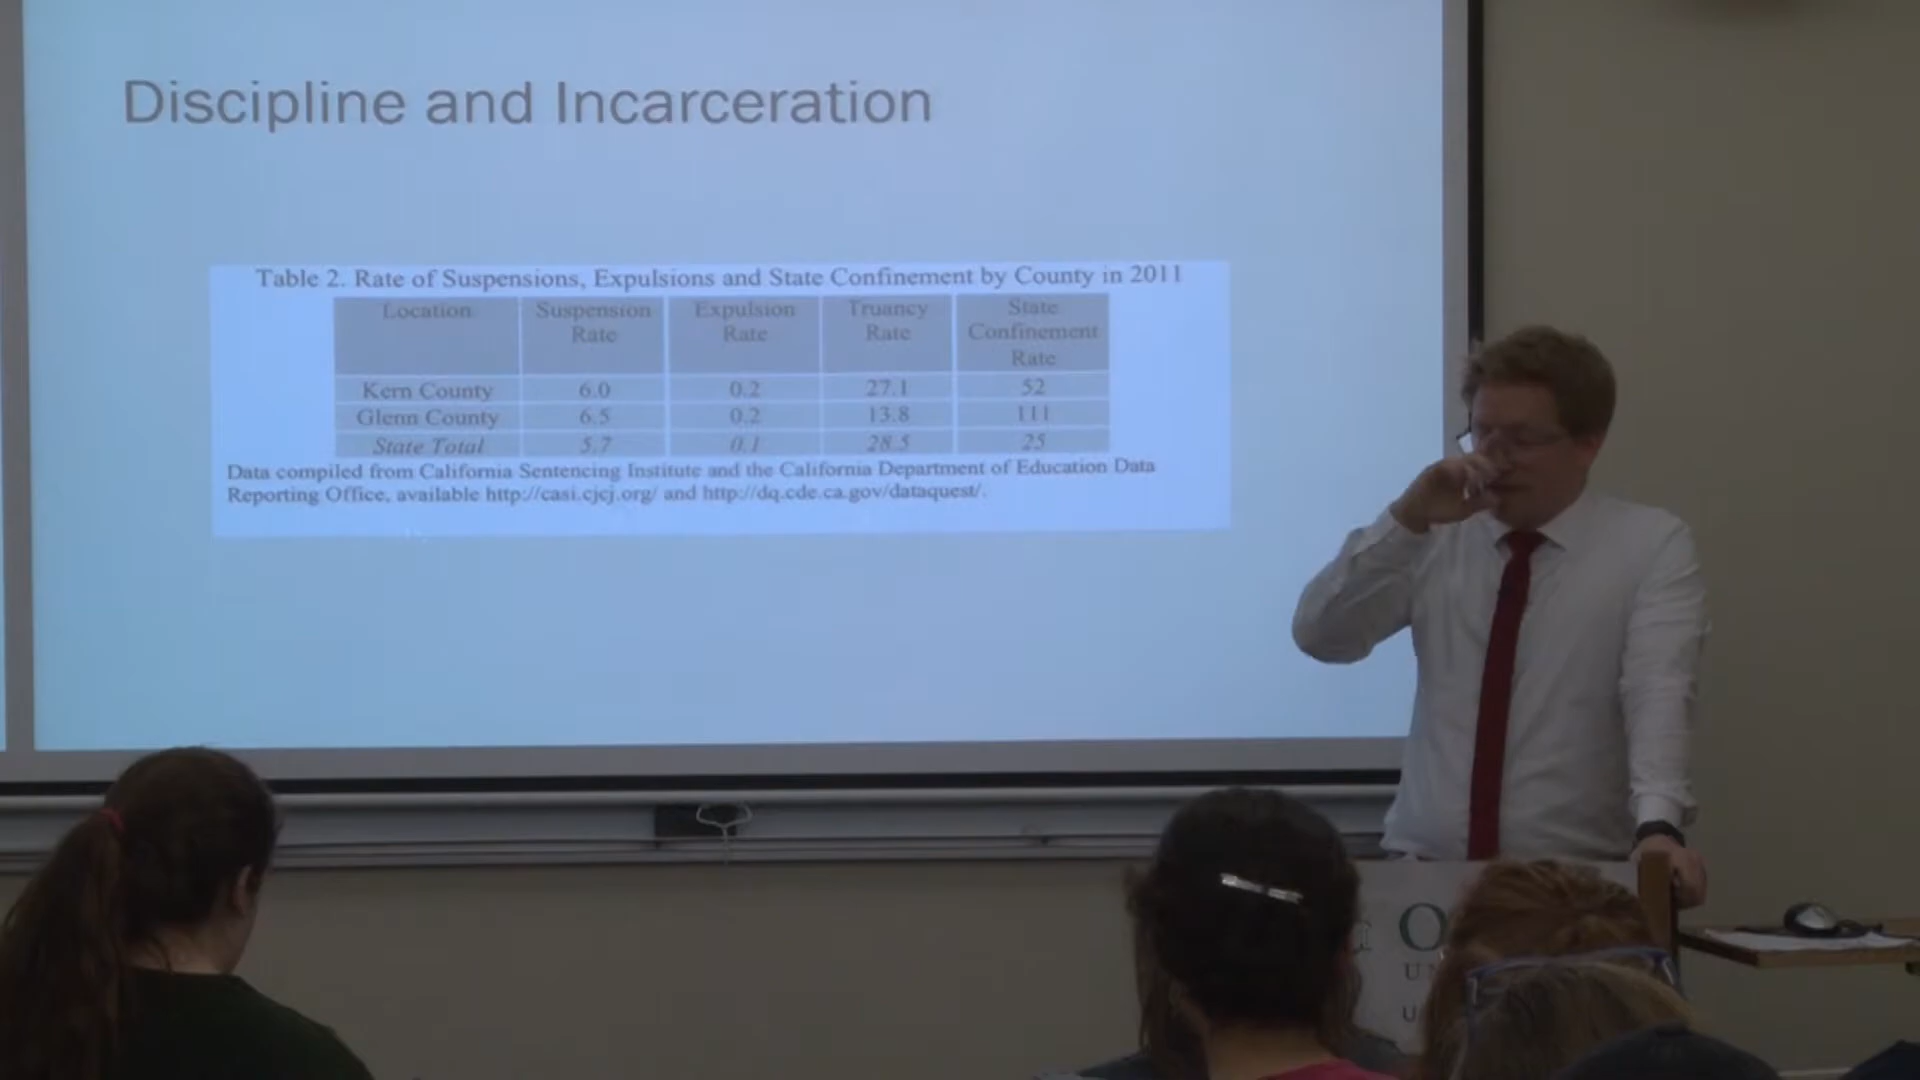 Discipline and Incarceration
Table 2. Rate of Suspensions, Expulsions and State Confinement by County in 2011
Location Suspension Rate Expulsion Rate Truancy Rate State Confinement Rate
Kern County 6.0 0.2 27.1 52
Glenn County 6.5 0.2 13.8 111
State Total 5.7 0.1 28.5 25
Data compiled from California Sentencing Institute and the California Department of Education Data
Reporting Office, available http://casi.cjcj.org/ and http://dq.cde.ca.gov/dataquest/.